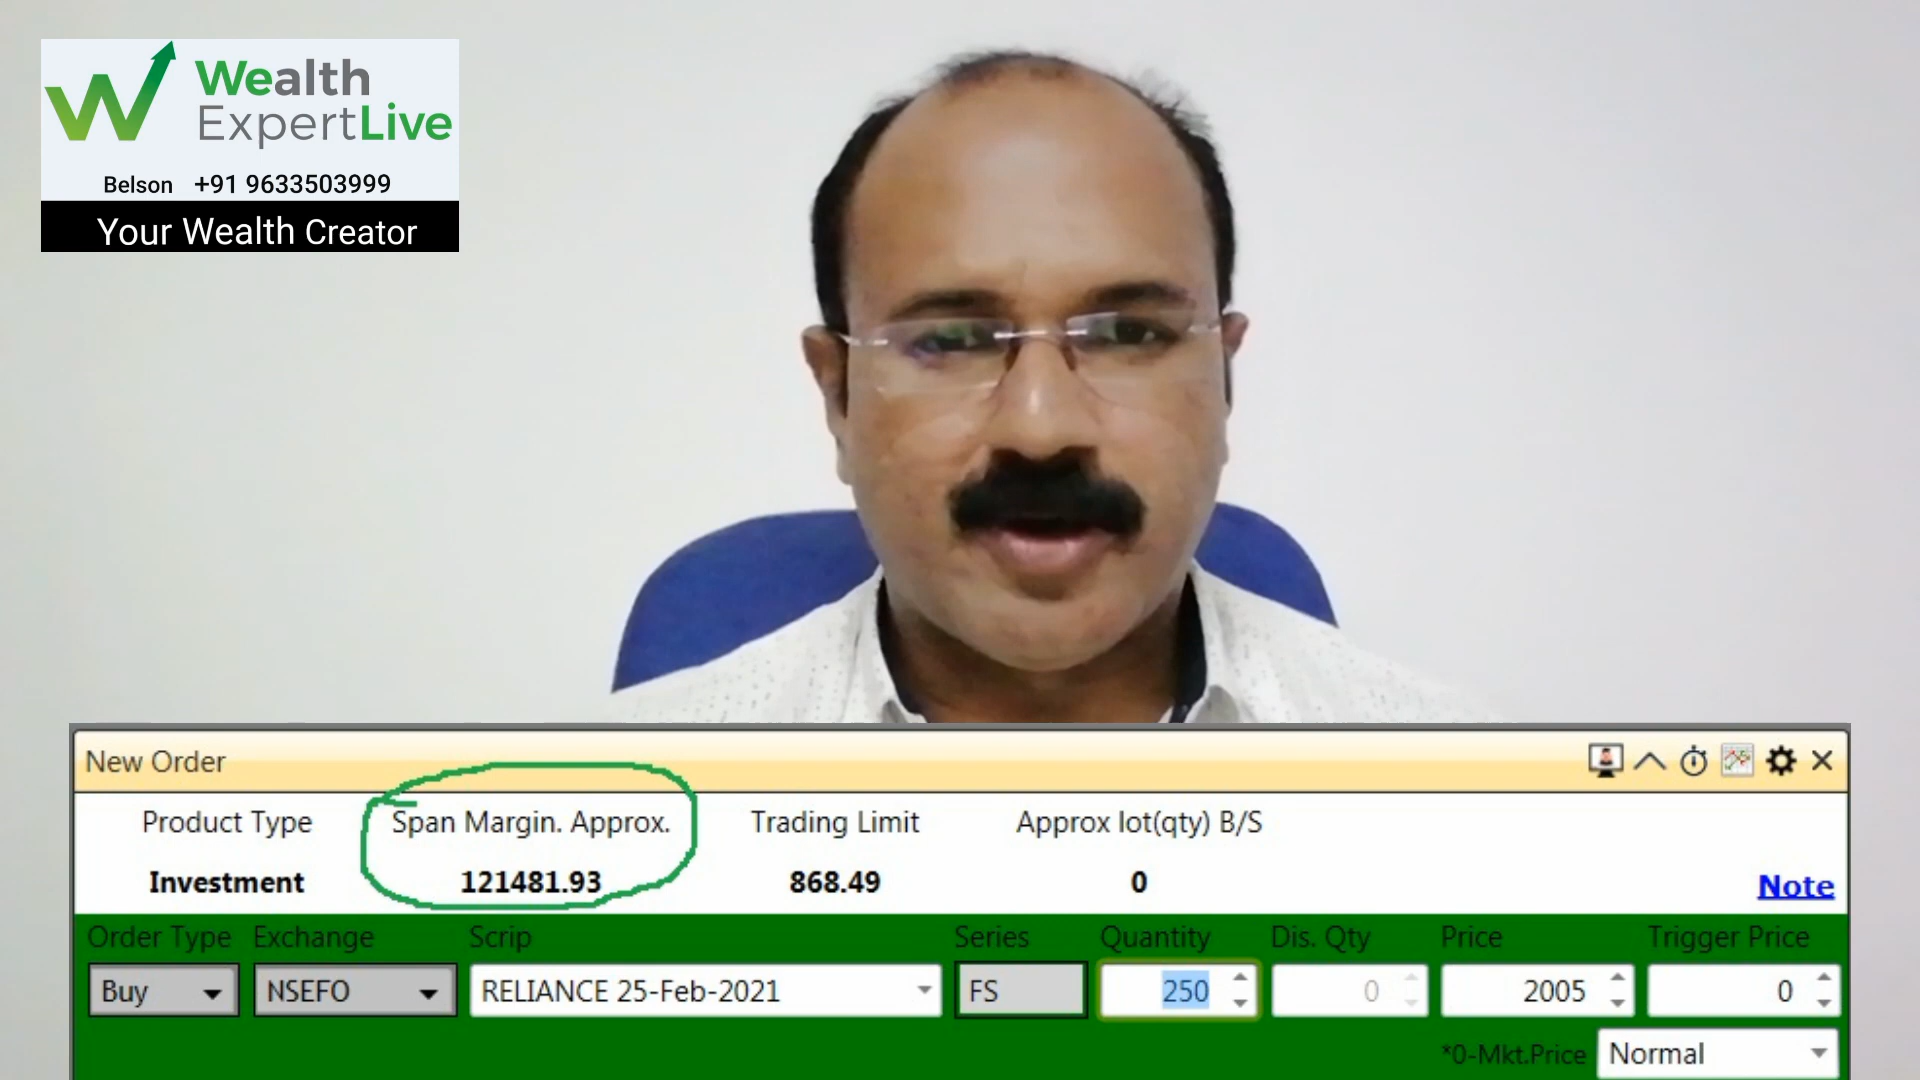 Wealth
ExpertLive
Belson +91 9633503999
Your Wealth Creator
New Order
Product Type Span Margin. Approx. Trading Limit Approx lot(qty) B/S
Investment 121481.93 868.49 0 Note
Order Type Exchange Scrip Series Quantity Dis. Qty Price Trigger Price
Buy NSEFO RELIANCE 25-Feb-2021 FS 250 0 2005 0
*0-Mkt.Price Normal